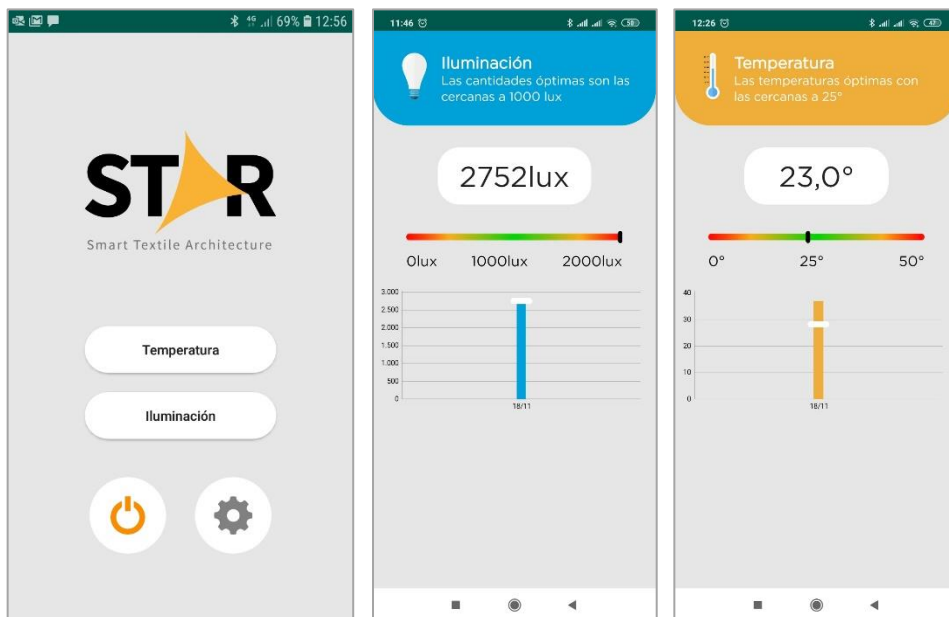 4G 69% 12:56
STAR
Smart Textile Architecture
Temperatura
Iluminación
11:46
Iluminación
Las cantidades óptimas son las
cercanas a 1000 lux
2752lux
0lux 1000lux 2000lux
3.000
2.500
2.000
1.500
1.000
500
0
18/11
12:26
Temperatura
Las temperaturas óptimas con
las cercanas a 25°
23,0°
0° 25° 50°
40
30
20
10
0
18/11